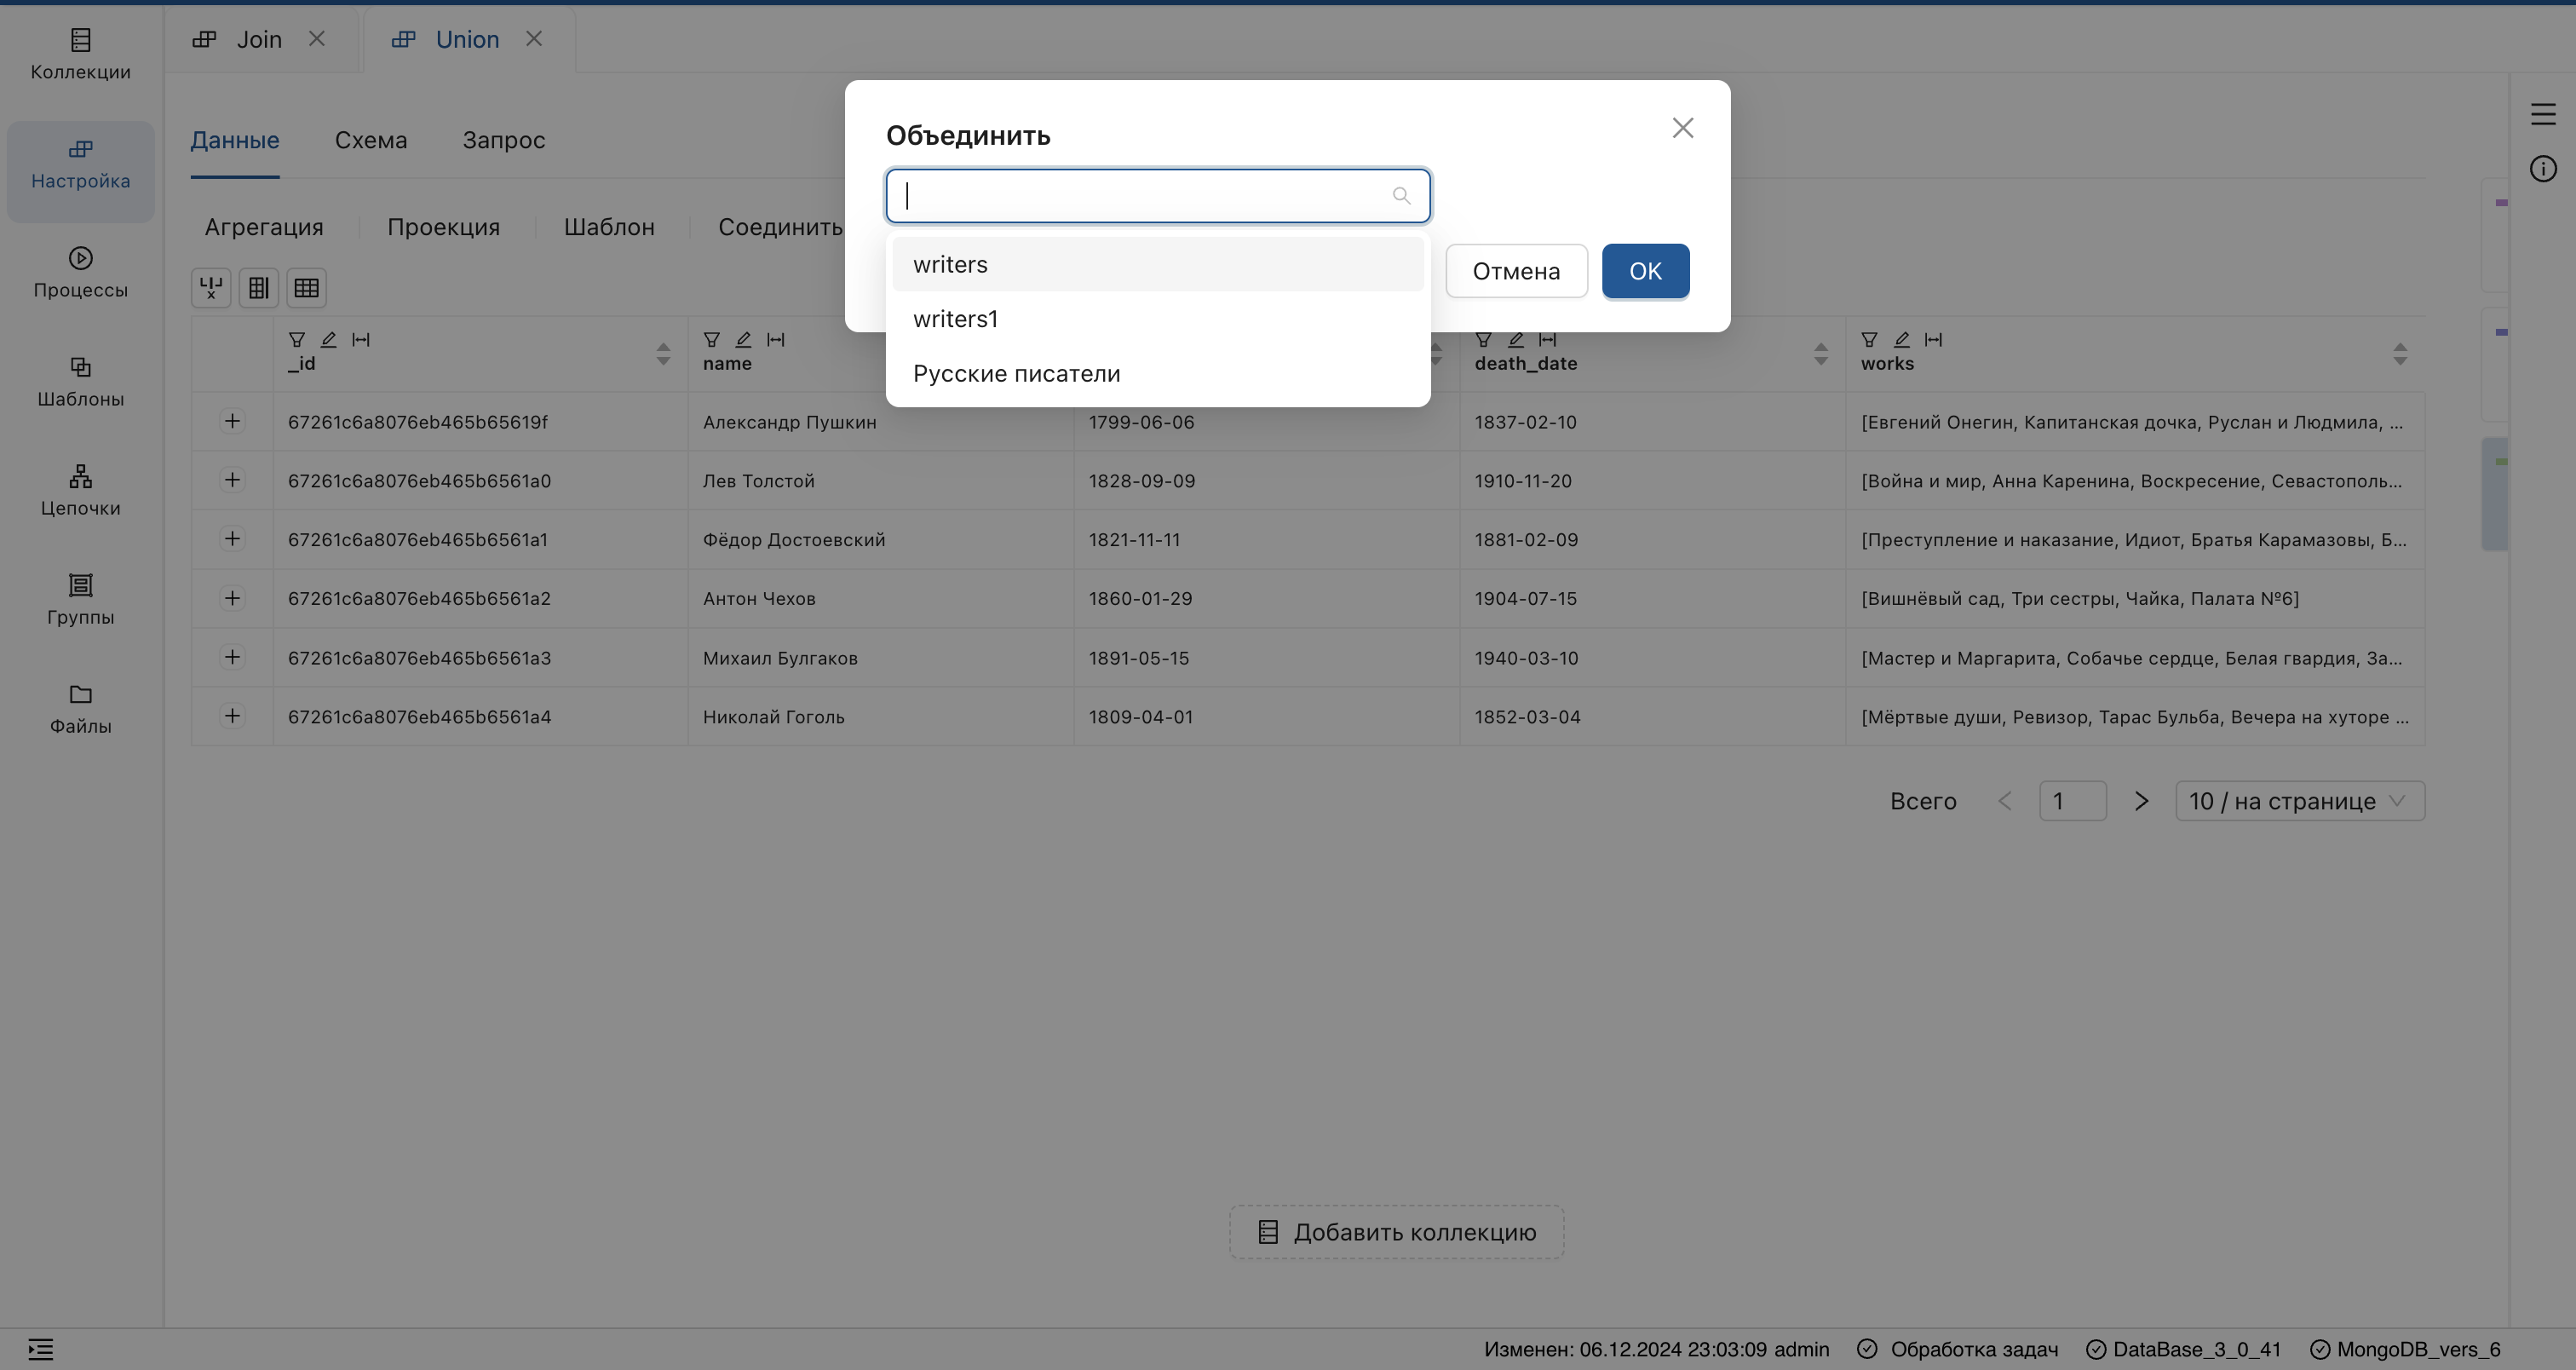 Join
Union
Коллекции
Настройка
Процессы
Шаблоны
Цепочки
Группы
Файлы
Данные Схема Запрос
Агрегация Проекция Шаблон Соединить
Объединить
writers
writers1
Русские писатели
Отмена OK
_id name death_date works
67261c6a8076eb465b65619f Александр Пушкин 1799-06-06 1837-02-10 [Евгений Онегин, Капитанская дочка, Руслан и Людмила, ...
67261c6a8076eb465b6561a0 Лев Толстой 1828-09-09 1910-11-20 [Война и мир, Анна Каренина, Воскресение, Севастополь...
67261c6a8076eb465b6561a1 Фёдор Достоевский 1821-11-11 1881-02-09 [Преступление и наказание, Идиот, Братья Карамазовы, Б...
67261c6a8076eb465b6561a2 Антон Чехов 1860-01-29 1904-07-15 [Вишнёвый сад, Три сестры, Чайка, Палата №6]
67261c6a8076eb465b6561a3 Михаил Булгаков 1891-05-15 1940-03-10 [Мастер и Маргарита, Собачье сердце, Белая гвардия, За...
67261c6a8076eb465b6561a4 Николай Гоголь 1809-04-01 1852-03-04 [Мёртвые души, Ревизор, Тарас Бульба, Вечера на хуторе ...
Всего 1 10 / на странице
Добавить коллекцию
Изменен: 06.12.2024 23:03:09 admin Обработка задач DataBase_3_0_41 MongoDB_vers_6